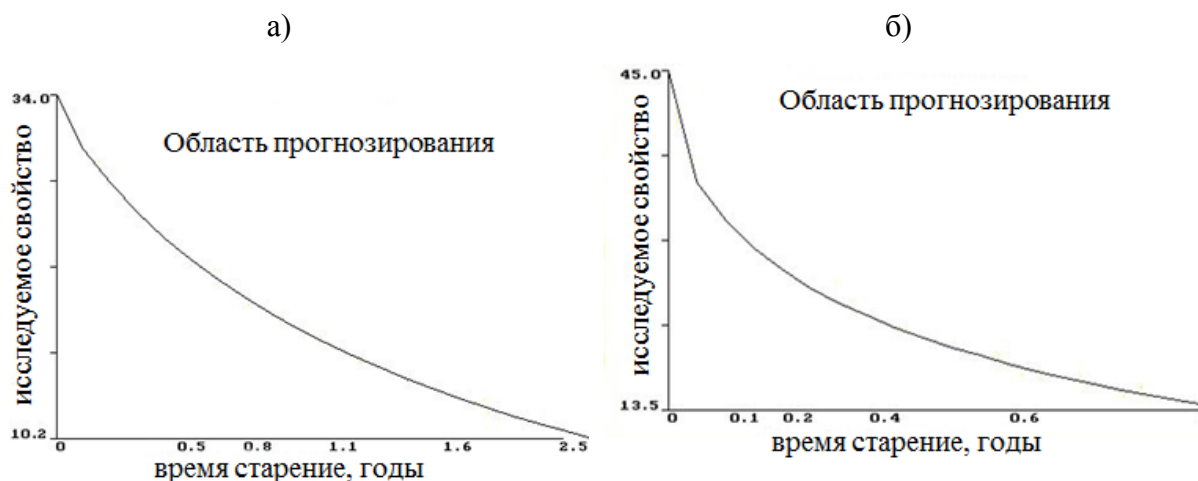 а)
34.0
Область прогнозирования
исследуемое свойство
10.2
0 0.5 0.8 1.1 1.6 2.5
время старение, годы
б)
45.0
Область прогнозирования
исследуемое свойство
13.5
0 0.1 0.2 0.4 0.6
время старение, годы